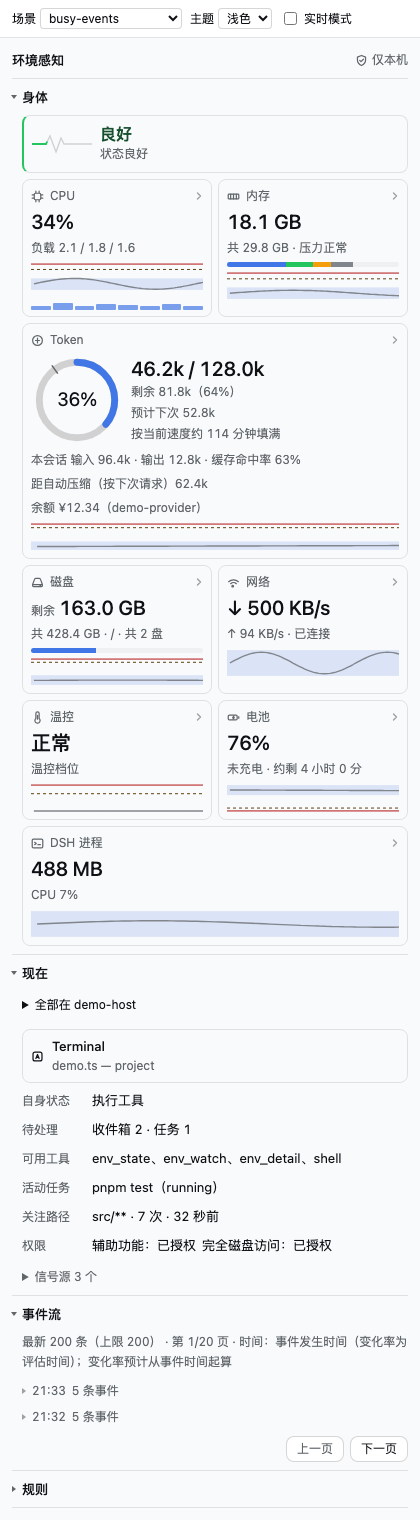 场景 busy-events 主题 浅色 实时模式
环境感知 仅本机
身体
良好
状态良好
CPU
34%
负载 2.1 / 1.8 / 1.6
内存
18.1 GB
共 29.8 GB · 压力正常
Token
36%
46.2k / 128.0k
剩余 81.8k（64%）
预计下次 52.8k
按当前速度约 114 分钟填满
本会话 输入 96.4k · 输出 12.8k · 缓存命中率 63%
距自动压缩（按下次请求）62.4k
余额 ¥12.34（demo-provider）
磁盘
剩余 163.0 GB
共 428.4 GB · / · 共 2 盘
网络
↓ 500 KB/s
↑ 94 KB/s · 已连接
温控
正常
温控档位
电池
76%
未充电 · 约剩 4 小时 0 分
DSH 进程
488 MB
CPU 7%
现在
全部在 demo-host
Terminal
demo.ts — project
自身状态 执行工具
待处理 收件箱 2 · 任务 1
可用工具 env_state、env_watch、env_detail、shell
活动任务 pnpm test（running）
关注路径 src/** · 7 次 · 32 秒前
权限 辅助功能：已授权 完全磁盘访问：已授权
信号源 3 个
事件流
最新 200 条（上限 200） · 第 1/20 页 · 时间：事件发生时间（变化率为
评估时间）；变化率预计从事件时间起算
21:33 5 条事件
21:32 5 条事件
上一页 下一页
规则